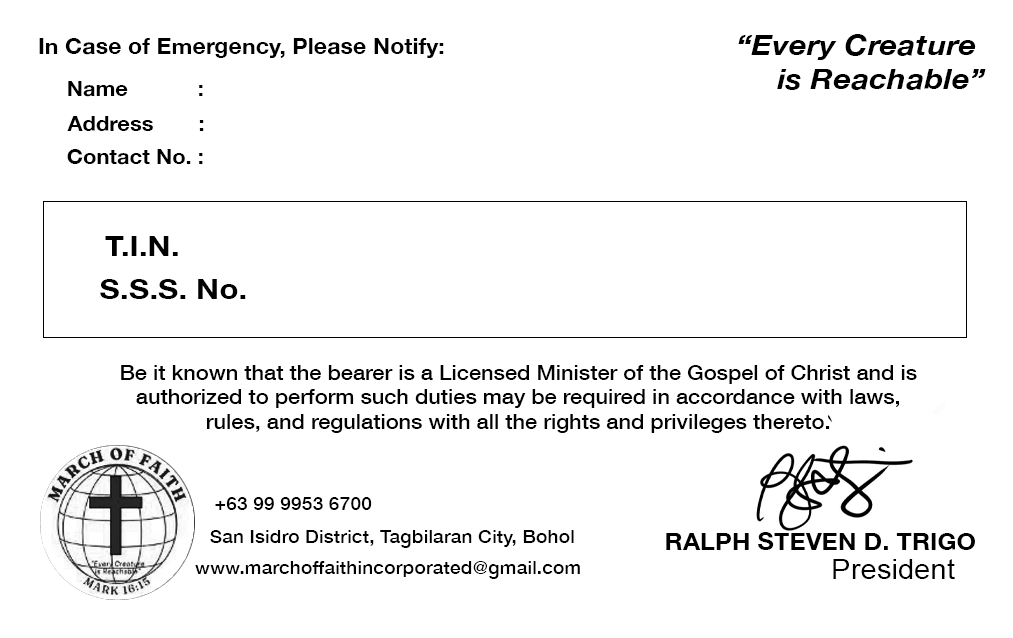 In Case of Emergency, Please Notify:
Name :
Address :
Contact No. :
“Every Creature
is Reachable”
T.I.N.
S.S.S. No.
Be it known that the bearer is a Licensed Minister of the Gospel of Christ and is
authorized to perform such duties may be required in accordance with laws,
rules, and regulations with all the rights and privileges thereto.
MARCH OF FAITH
"Every Creature
is Reachable"
MARK 16:15
+63 99 9953 6700
San Isidro District, Tagbilaran City, Bohol
www.marchoffaithincorporated@gmail.com
RALPH STEVEN D. TRIGO
President